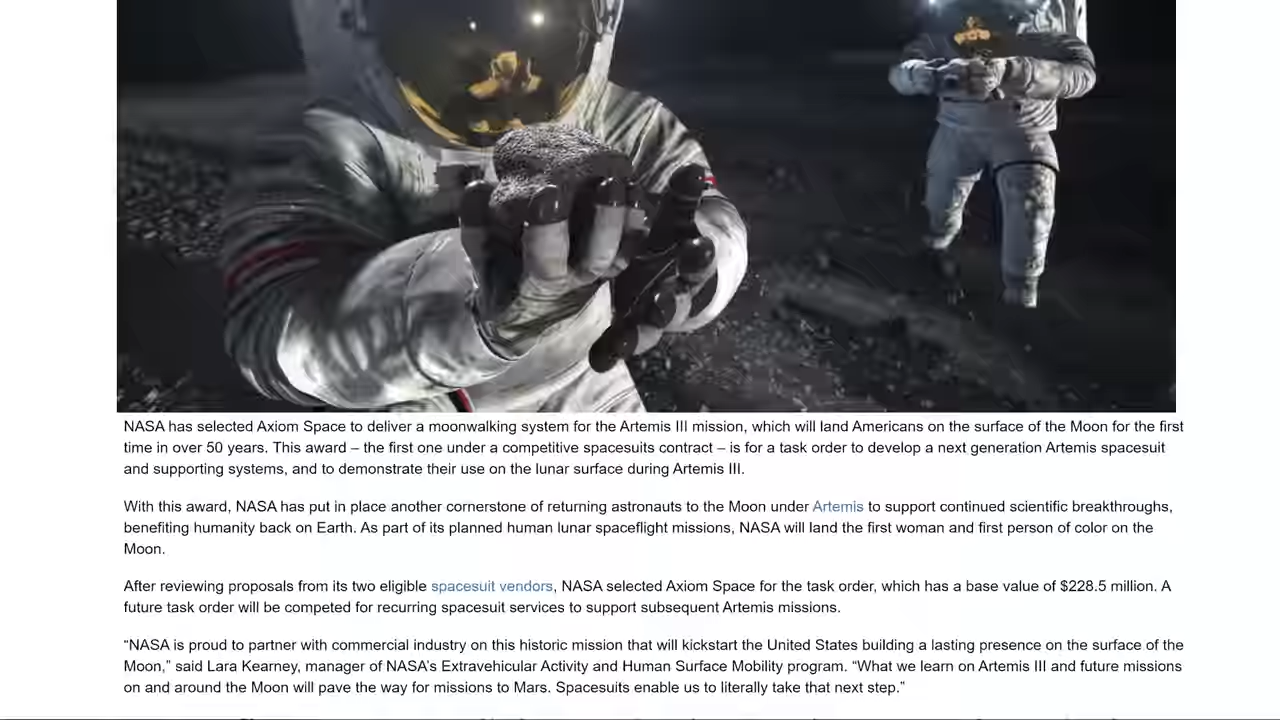 NASA has selected Axiom Space to deliver a moonwalking system for the Artemis III mission, which will land Americans on the surface of the Moon for the first
time in over 50 years. This award – the first one under a competitive spacesuits contract – is for a task order to develop a next generation Artemis spacesuit
and supporting systems, and to demonstrate their use on the lunar surface during Artemis III.
With this award, NASA has put in place another cornerstone of returning astronauts to the Moon under Artemis to support continued scientific breakthroughs,
benefiting humanity back on Earth. As part of its planned human lunar spaceflight missions, NASA will land the first woman and first person of color on the
Moon.
After reviewing proposals from its two eligible spacesuit vendors, NASA selected Axiom Space for the task order, which has a base value of $228.5 million. A
future task order will be competed for recurring spacesuit services to support subsequent Artemis missions.
“NASA is proud to partner with commercial industry on this historic mission that will kickstart the United States building a lasting presence on the surface of the
Moon,” said Lara Kearney, manager of NASA’s Extravehicular Activity and Human Surface Mobility program. “What we learn on Artemis III and future missions
on and around the Moon will pave the way for missions to Mars. Spacesuits enable us to literally take that next step.”